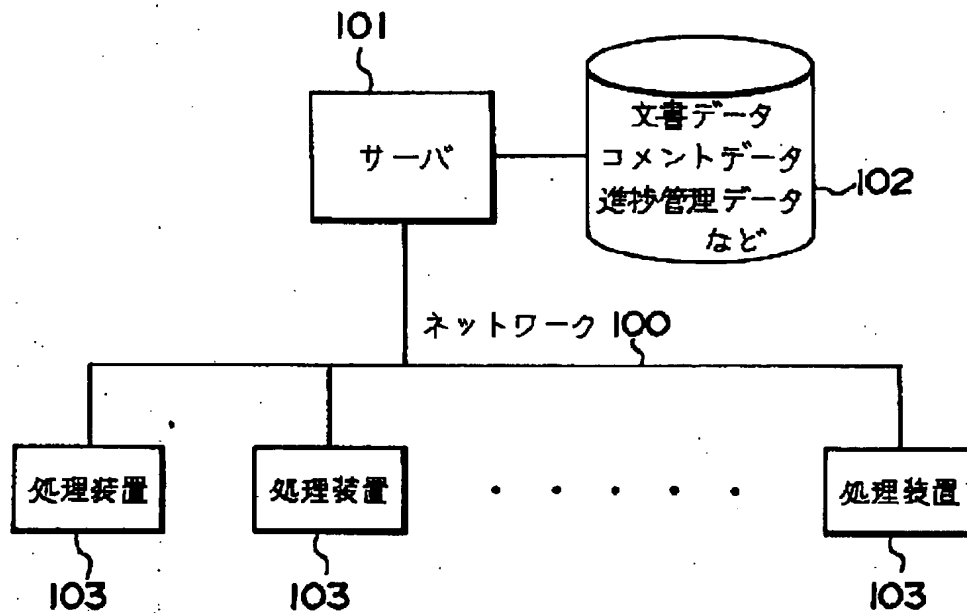 101
サーバ
文書データ
コメントデータ
進捗管理データ
など
102
ネットワーク 100
処理装置
処理装置
処理装置
103
103
103